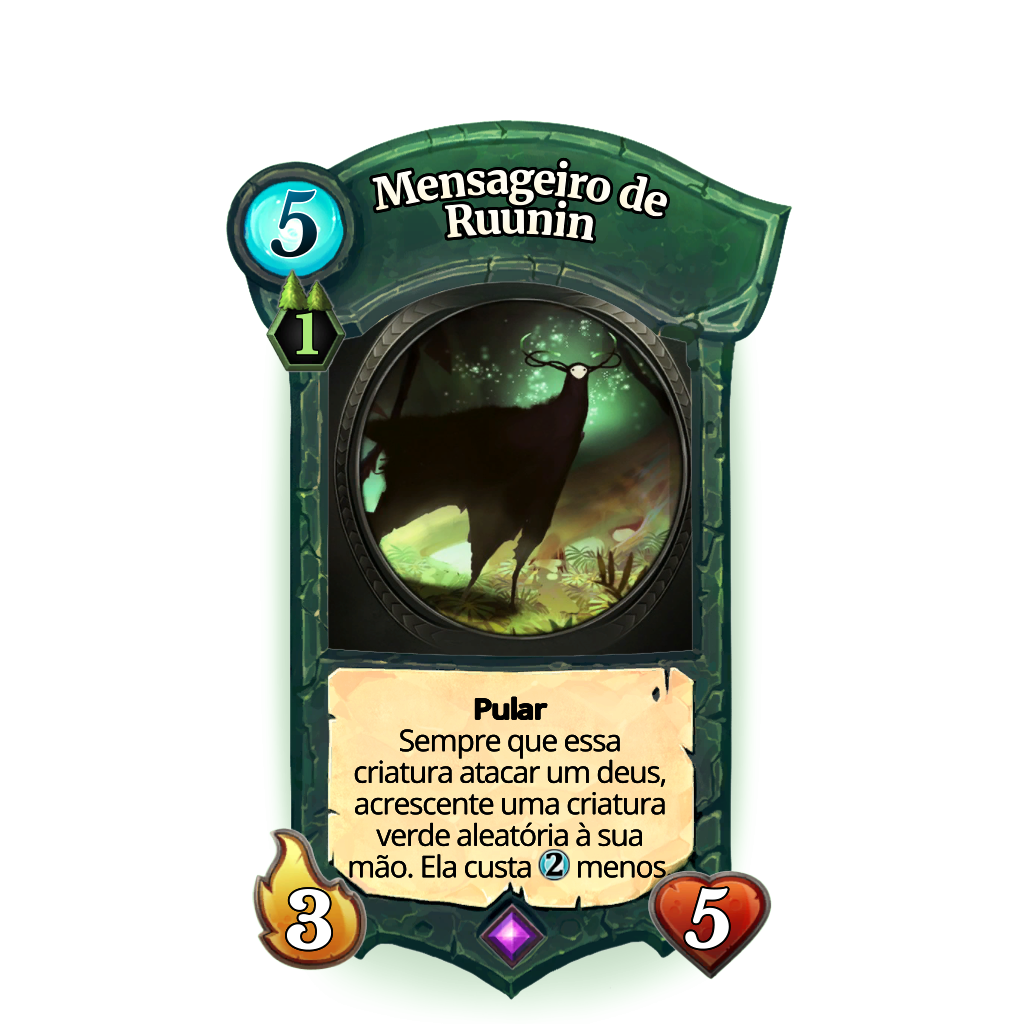 5
Mensageiro de
Ruunin
1
Pular
Sempre que essa
criatura atacar um deus,
acrescente uma criatura
verde aleatória à sua
mão. Ela custa 2 menos.
3
5